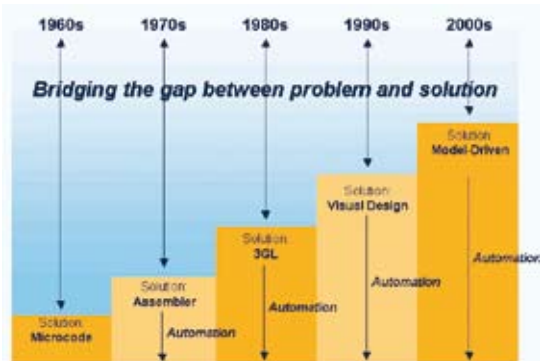 1960s 1970s 1980s 1990s 2000s
Bridging the gap between problem and solution
Solution:
Model-Driven
Solution:
Visual Design
Solution:
3GL
Automation
Solution:
Assembler
Automation
Automation
Solution:
Microcode
Automation